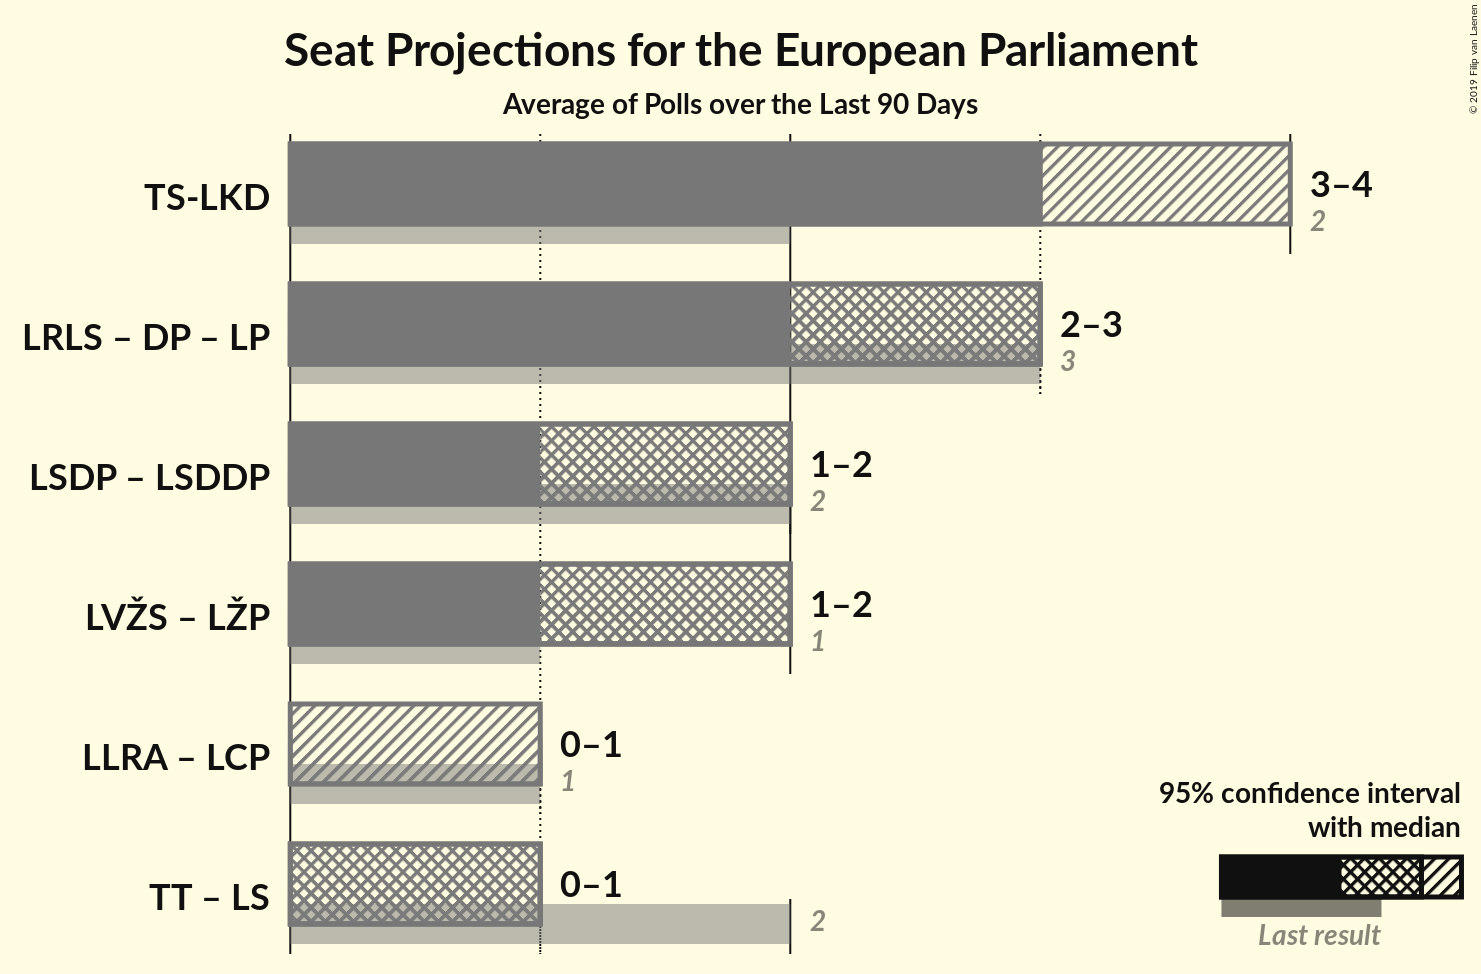 Seat Projections for the European Parliament
Average of Polls over the Last 90 Days
© 2019 Filip van Laenen
TS-LKD
3–4
2
LRLS – DP – LP
2–3
3
LSDP – LSDDP
1–2
2
LVŽS – LŽP
1–2
1
LLRA – LCP
0–1
1
TT – LS
0–1
2
95% confidence interval
with median
Last result